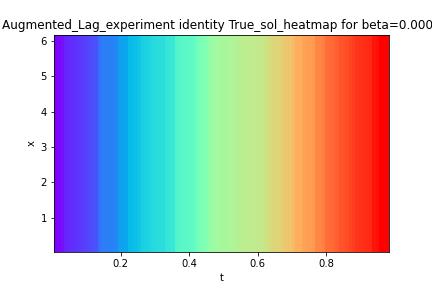 Augmented_Lag_experiment identity True_sol_heatmap for beta=0.000
6
5
4
3
2
1
x
0.2 0.4 0.6 0.8
t